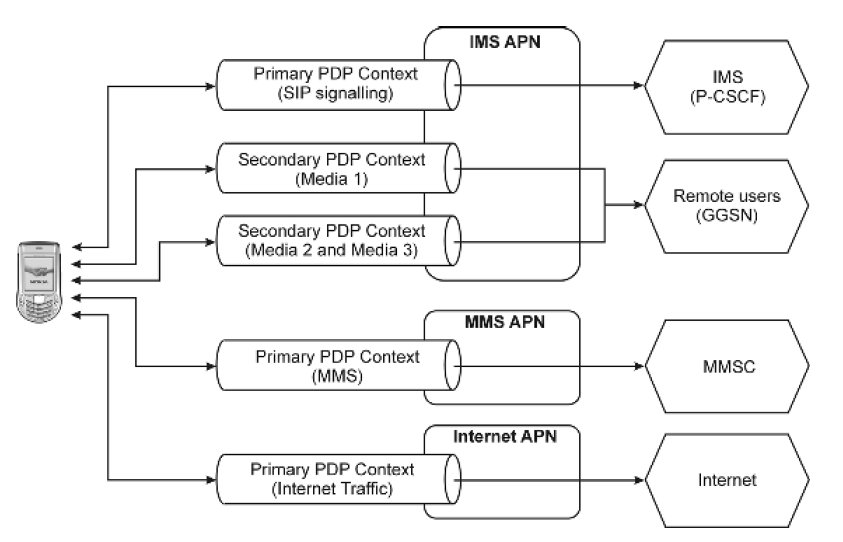 IMS APN
Primary PDP Context
(SIP signalling)
IMS
(P-CSCF)
Secondary PDP Context
(Media 1)
Remote users
(GGSN)
Secondary PDP Context
(Media 2 and Media 3)
NOKIA
MMS APN
Primary PDP Context
(MMS)
MMSC
Internet APN
Primary PDP Context
(Internet Traffic)
Internet